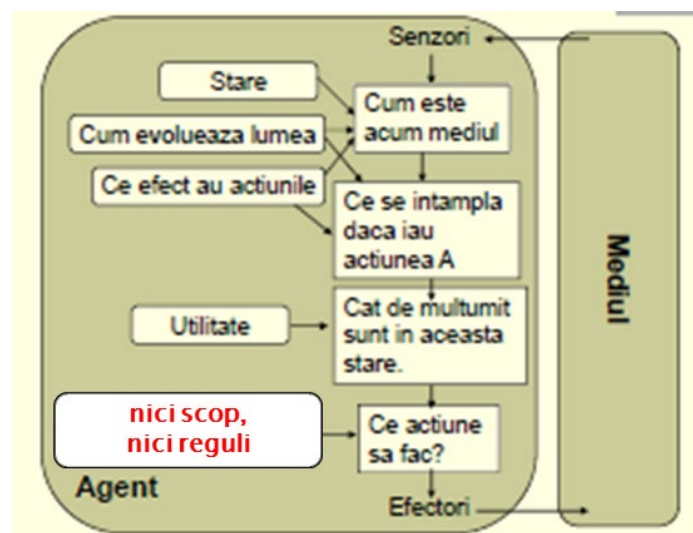 Senzori
Stare
Cum este
acum mediul
Cum evolueaza lumea
Ce efect au actiunile
Ce se intampla
daca iau
actiunea A
Mediul
Cat de multumit
sunt in aceasta
stare.
Utilitate
nici scop,
nici reguli
Ce actiune
sa fac?
Agent
Efectori